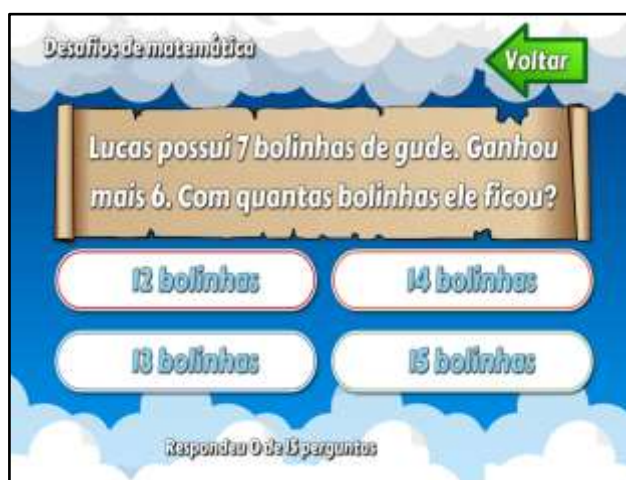 Desafios de matemática
Voltar
Lucas possui 7 bolinhas de gude. Ganhou
mais 6. Com quantas bolinhas ele ficou?
12 bolinhas
14 bolinhas
13 bolinhas
15 bolinhas
Respondeu 0 de 15 perguntas